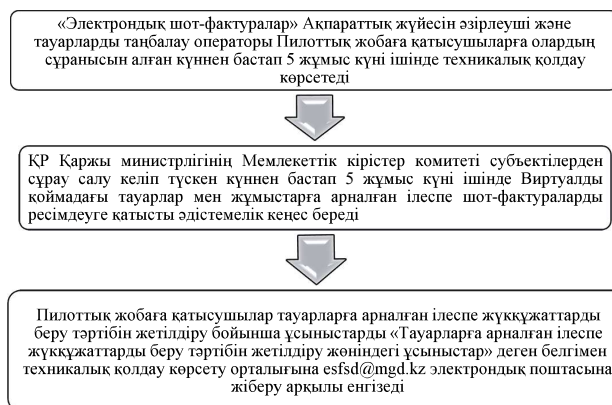 «Электрондық шот-фактуралар» Ақпараттық жүйесін әзірлеуші және
тауарларды таңбалау операторы Пилоттық жобаға қатысушыларға олардың
сұранысын алған күннен бастап 5 жұмыс күні ішінде техникалық қолдау
көрсетеді
ҚР Қаржы министрлігінің Мемлекеттік кірістер комитеті субъектілерден
сұрау салу келіп түскен күннен бастап 5 жұмыс күні ішінде Виртуалды
қоймадағы тауарлар мен жұмыстарға арналған ілеспе шот-фактураларды
ресімдеуге қатысты әдістемелік кеңес береді
Пилоттық жобаға қатысушылар тауарларға арналған ілеспе жүкқұжаттарды
беру тәртібін жетілдіру бойынша ұсыныстарды «Тауарларға арналған ілеспе
жүкқұжаттарды беру тәртібін жетілдіру жөніндегі ұсыныстар» деген белгімен
техникалық қолдау көрсету орталығына esfsd@mgd.kz электрондық поштасына
жіберу арқылы енгізеді